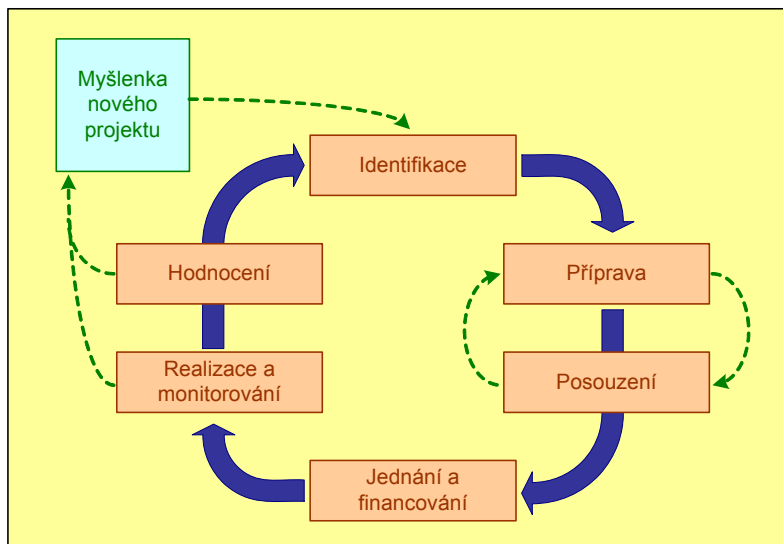 Myšlenka
nového
projektu
Identifikace
Hodnocení
Příprava
Realizace a
monitorování
Posouzení
Jednání a
financování